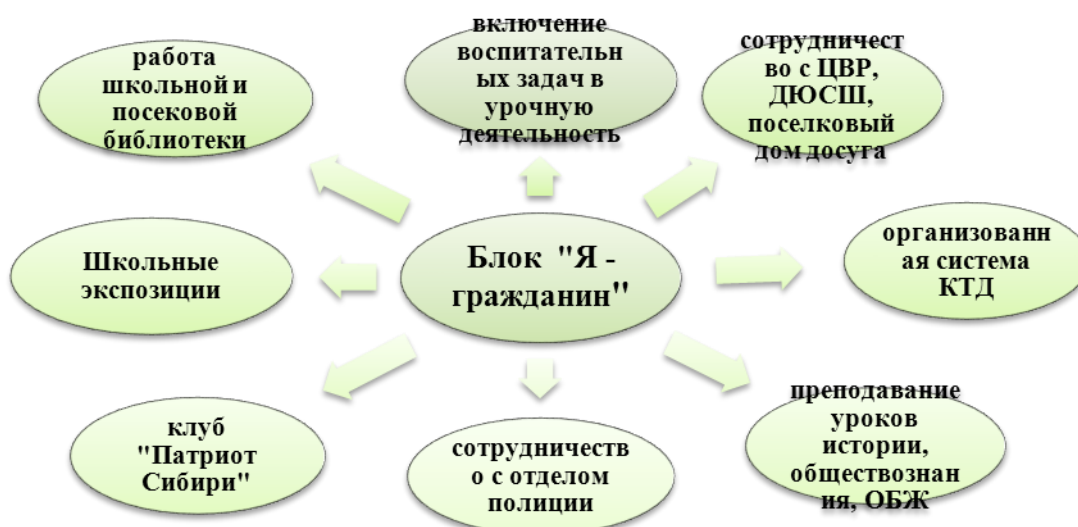 работа
школьной и
посековой
библиотеки
включение
воспитательн
ых задач в
урочную
деятельность
сотрудничест
во с ЦВР,
ДЮСШ,
поселковый
дом досуга
Школьные
экспозиции
Блок "Я -
гражданин"
организованн
ая система
КТД
клуб
"Патриот
Сибири"
сотрудничеств
о с отделом
полиции
преподавание
уроков
истории,
обществознан
ия, ОБЖ